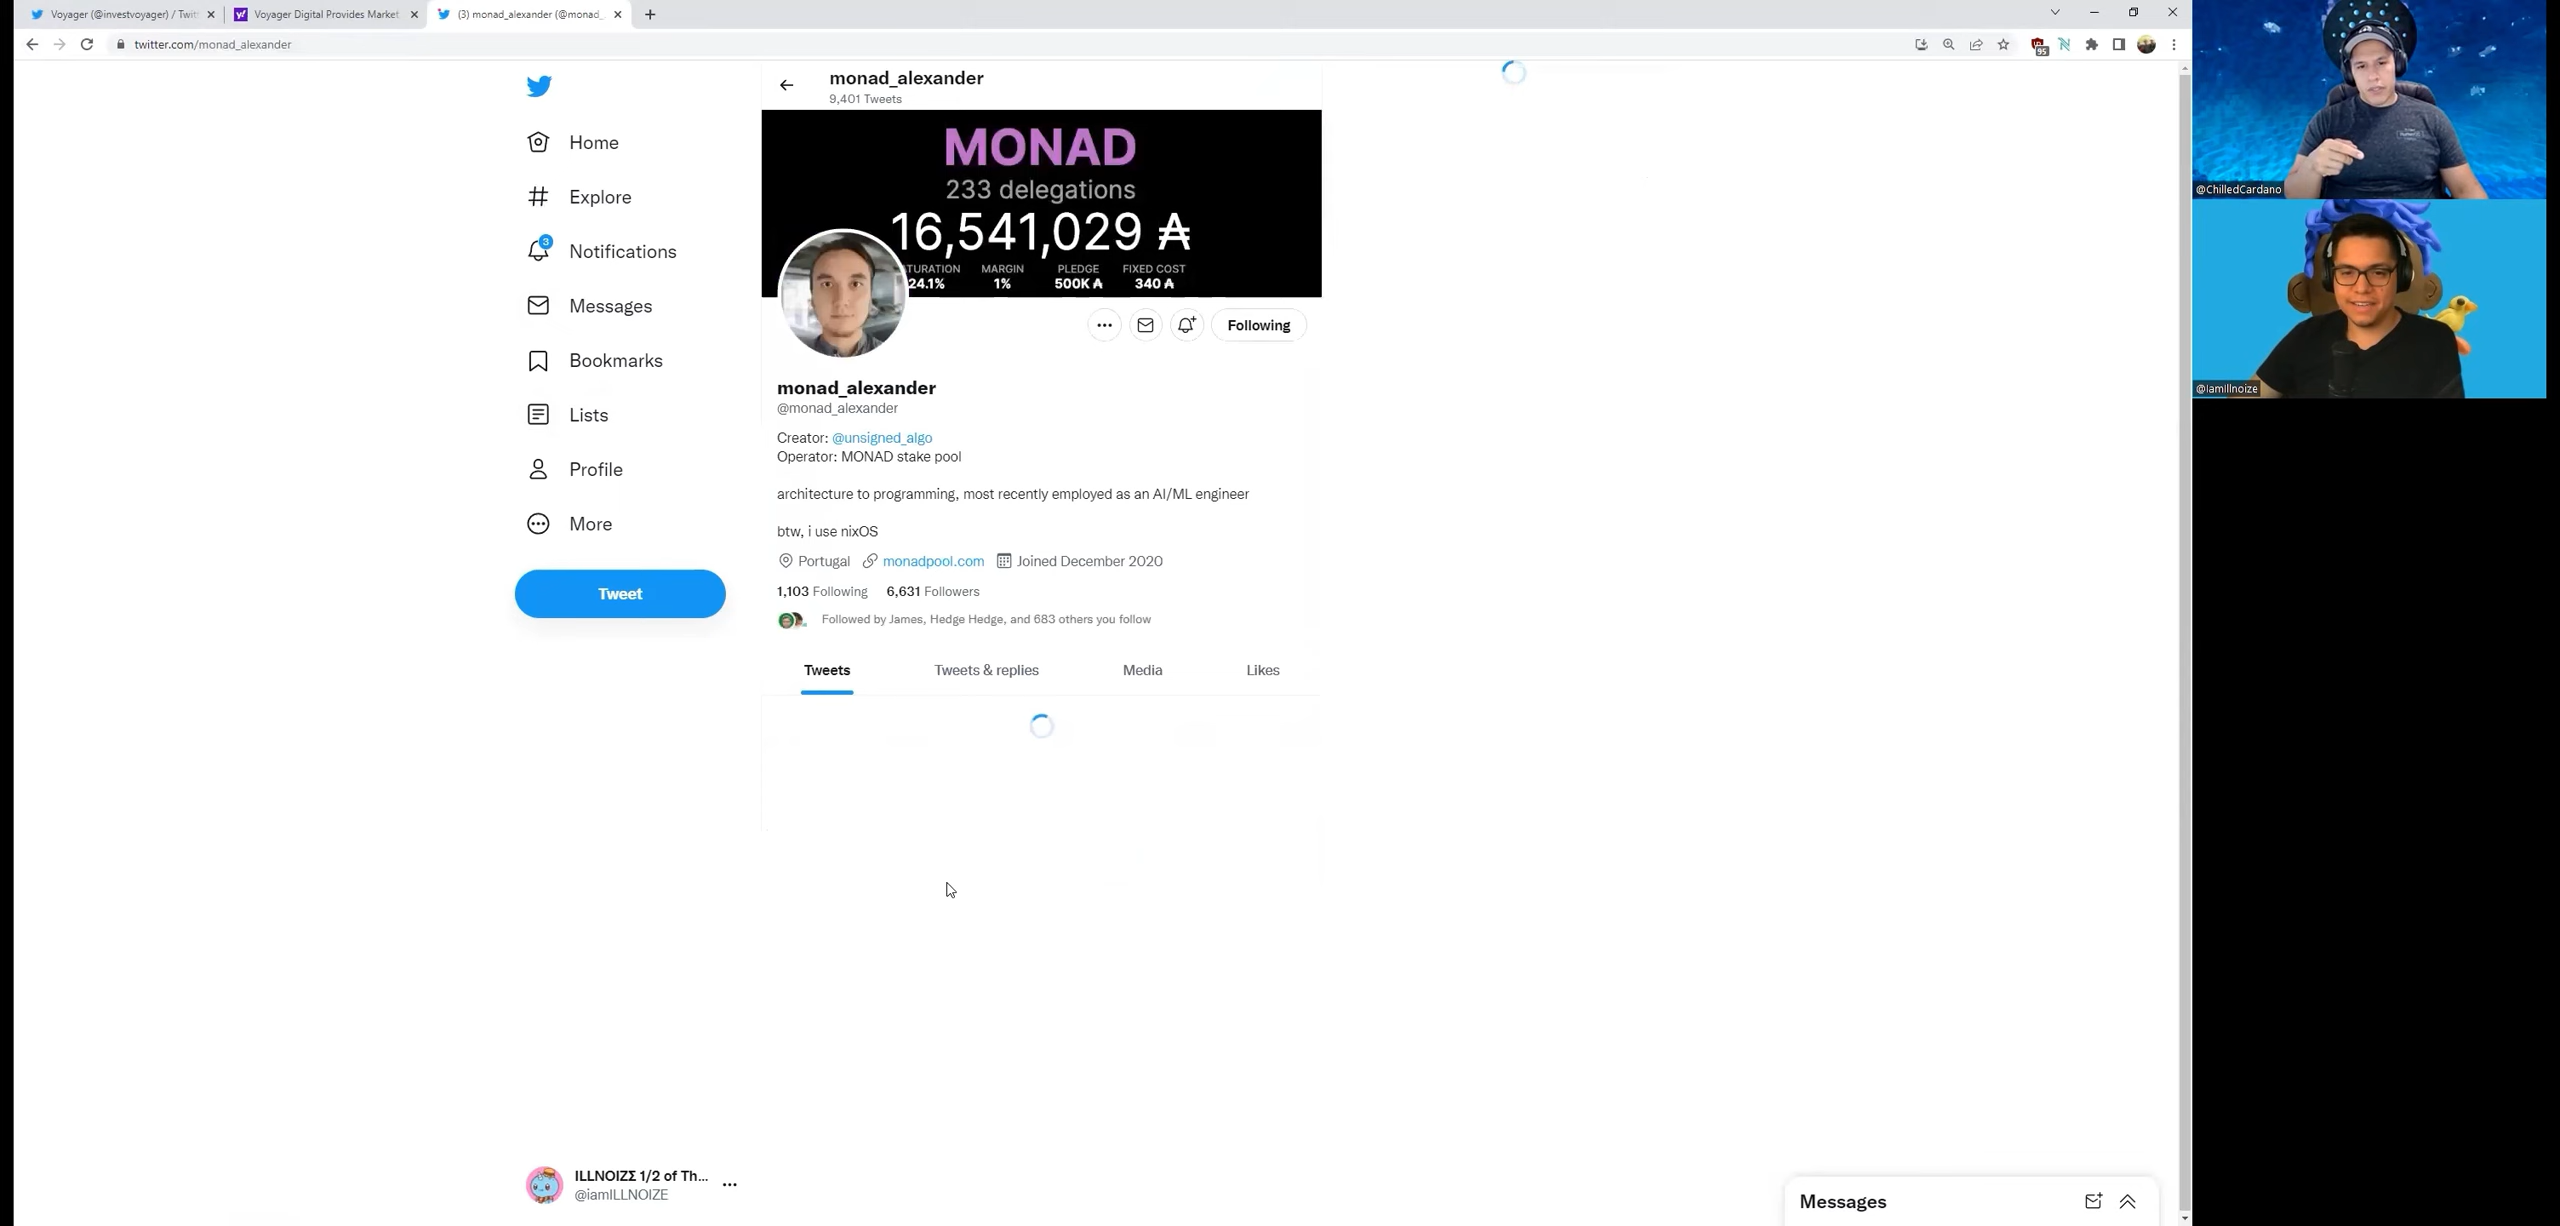 Voyager (@investvoyager) / Twit
Voyager Digital Provides Market
(3) monad_alexander (@monad_
twitter.com/monad_alexander
95
monad_alexander
9,401 Tweets
MONAD
233 delegations
16,541,029 ₳
TURATION MARGIN PLEDGE FIXED COST
24.1% 1% 500K ₳ 340 ₳
Home
Explore
3
Notifications
Messages
Bookmarks
Lists
Profile
More
Tweet
Following
monad_alexander
@monad_alexander
Creator: @unsigned_algo
Operator: MONAD stake pool
architecture to programming, most recently employed as an AI/ML engineer
btw, i use nixOS
Portugal monadpool.com Joined December 2020
1,103 Following 6,631 Followers
Followed by James, Hedge Hedge, and 683 others you follow
Tweets Tweets & replies Media Likes
ILLNOIZΣ 1/2 of Th...
@iamILLNOIZE
Messages
@ChilledCardano
@IamIllnoize